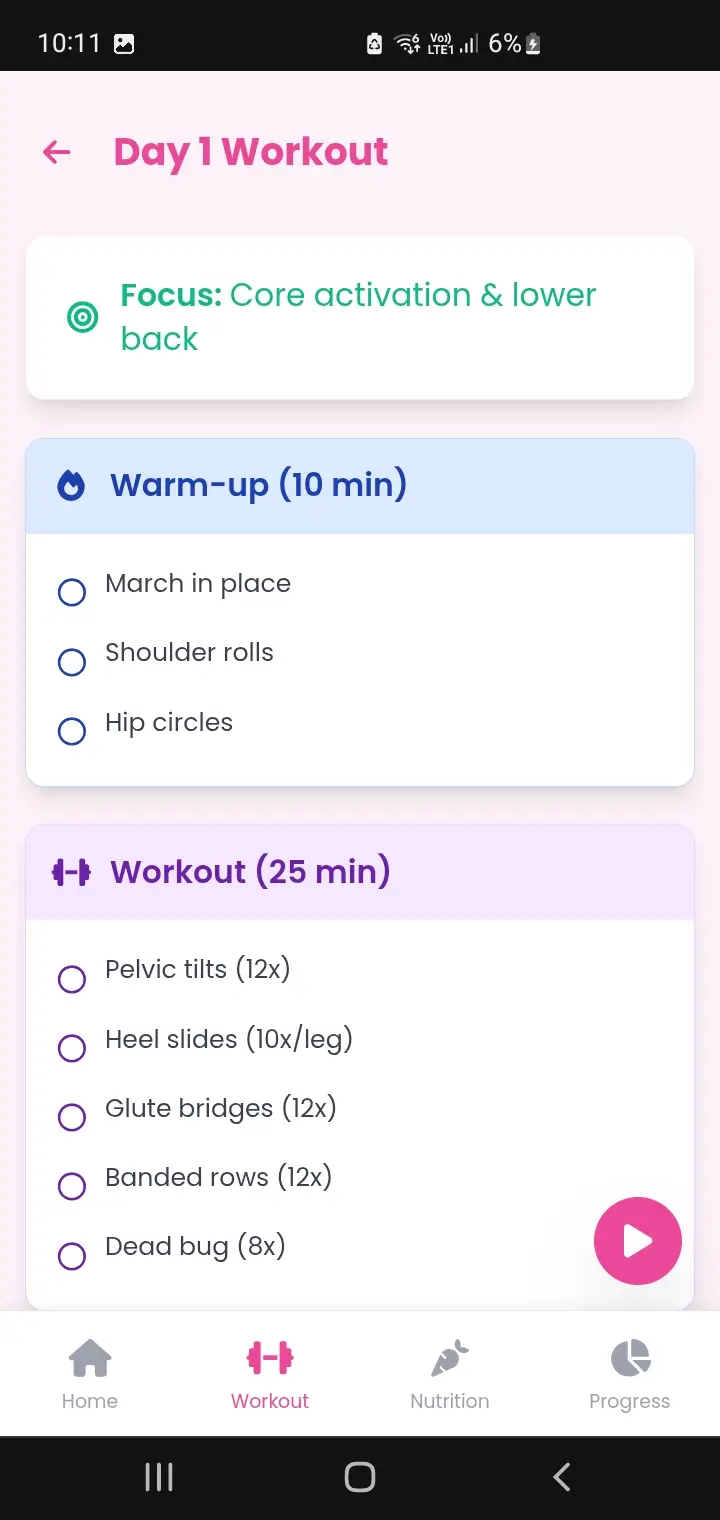 10:11 Vo)) LTE1 6%
Day 1 Workout
Focus: Core activation & lower
back
Warm-up (10 min)
March in place
Shoulder rolls
Hip circles
Workout (25 min)
Pelvic tilts (12x)
Heel slides (10x/leg)
Glute bridges (12x)
Banded rows (12x)
Dead bug (8x)
Home Workout Nutrition Progress